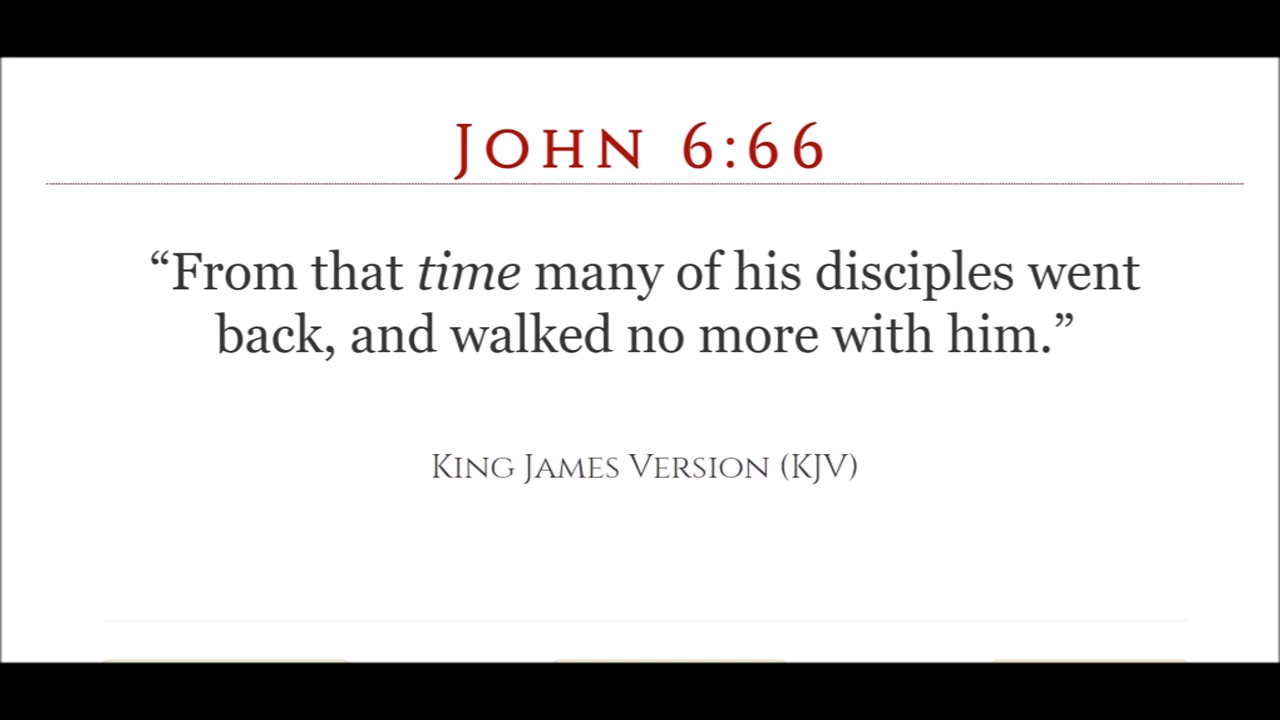 John 6:66
“From that time many of his disciples went
back, and walked no more with him.”
King James Version (KJV)